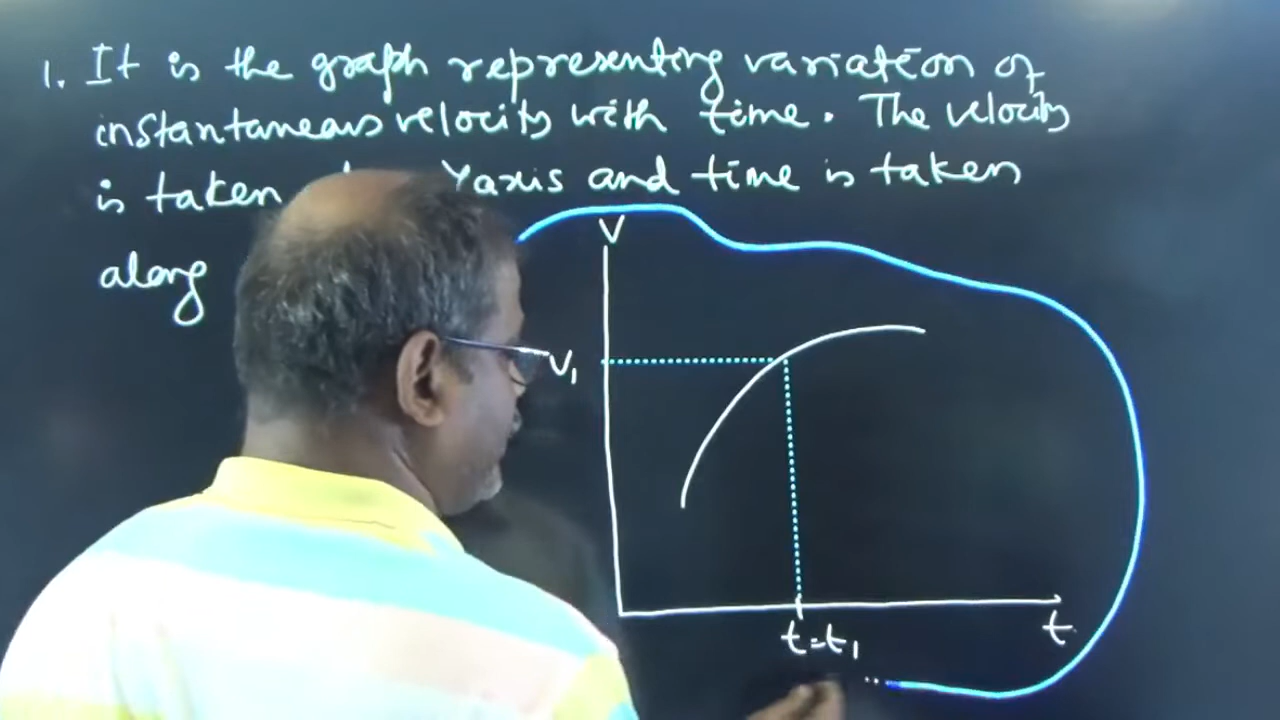 1. It is the graph representing variation of
instantaneous velocity with time. The velocity
is taken Y axis and time is taken
along
V
V1
t=t1
t